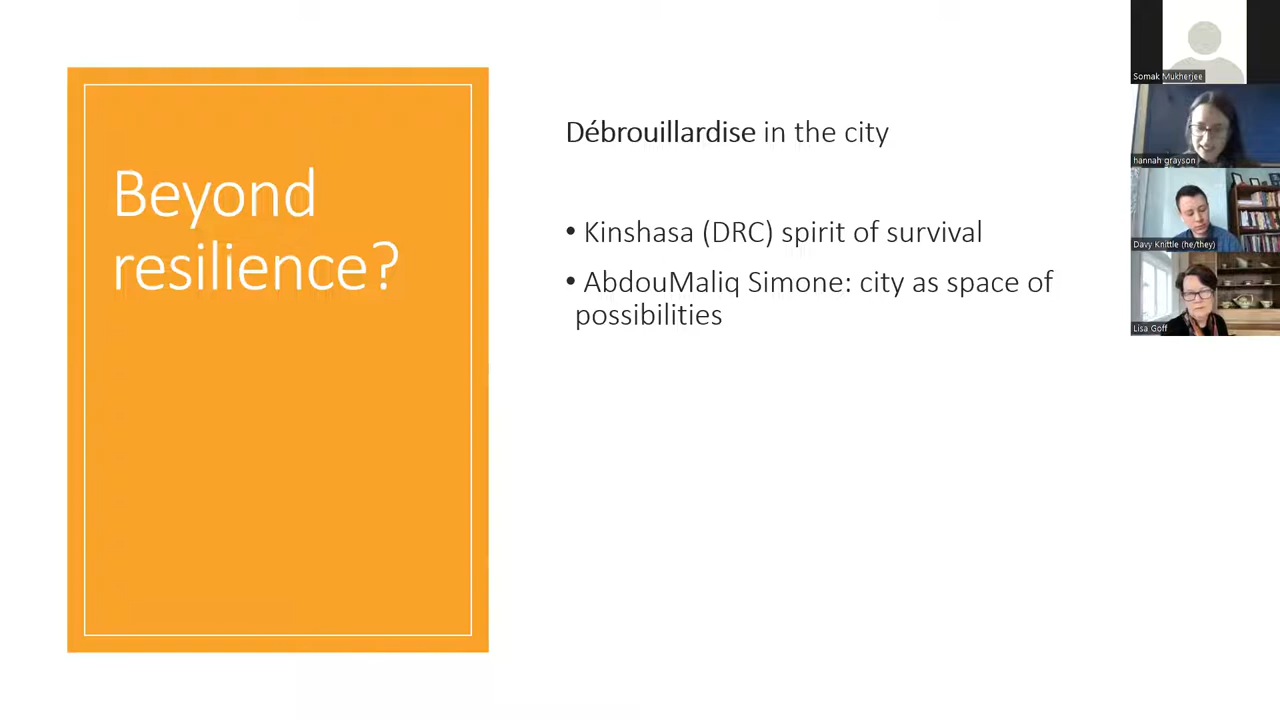 Beyond
resilience?
Débrouillardise in the city
• Kinshasa (DRC) spirit of survival
• AbdouMaliq Simone: city as space of
possibilities
Somak Mukherjee
hannah grayson
Davy Knittle (he/they)
Lisa Goff